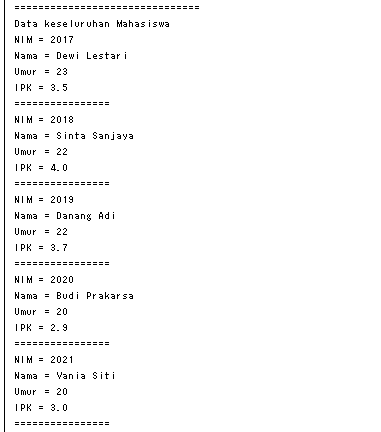 ===============================
Data keseluruhan Mahasiswa
NIM = 2017
Nama = Dewi Lestari
Umur = 23
IPK = 3.5
================
NIM = 2018
Nama = Sinta Sanjaya
Umur = 22
IPK = 4.0
================
NIM = 2019
Nama = Danang Adi
Umur = 22
IPK = 3.7
================
NIM = 2020
Nama = Budi Prakarsa
Umur = 20
IPK = 2.9
================
NIM = 2021
Nama = Vania Siti
Umur = 20
IPK = 3.0
================